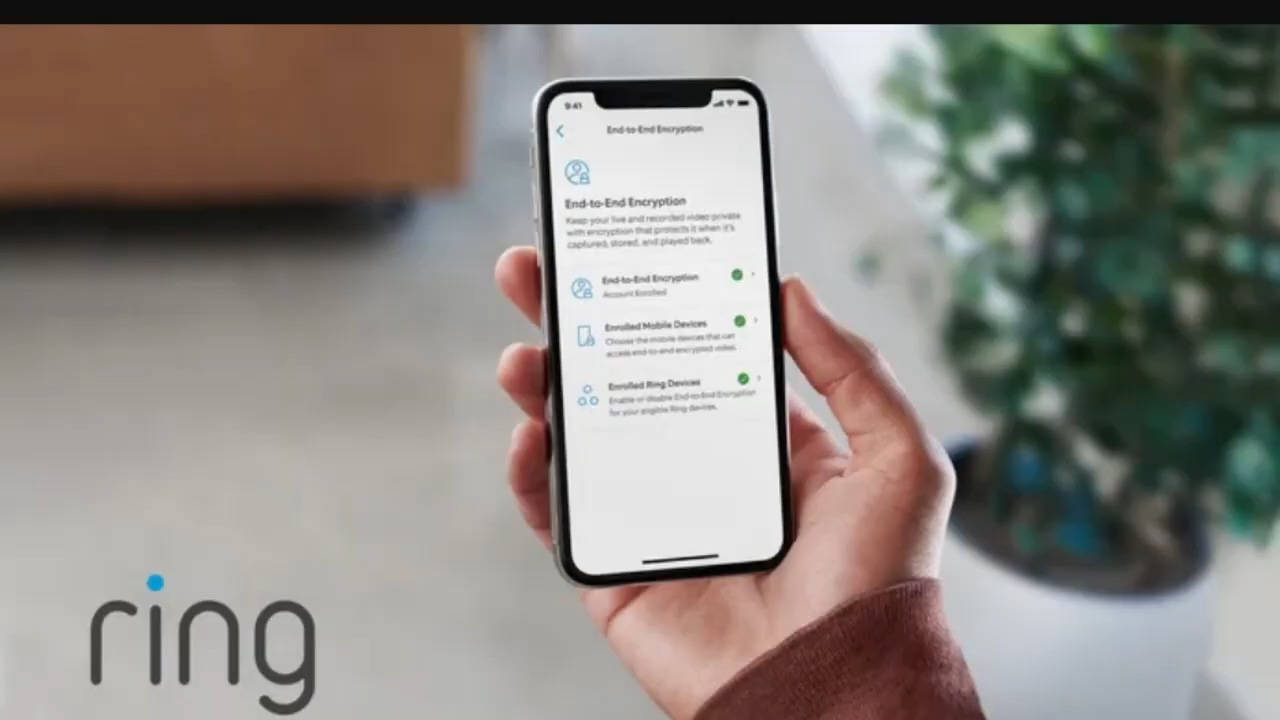 9:41
End-to-End Encryption
End-to-End Encryption
Keep your live and recorded video private
with encryption that protects it when it's
captured, stored, and played back.
End-to-End Encryption
Account Enrolled
Enrolled Mobile Devices
Choose the mobile devices that can
access end-to-end encrypted video.
Enrolled Ring Devices
Enable or disable End-to-End Encryption
for your eligible Ring devices.
ring